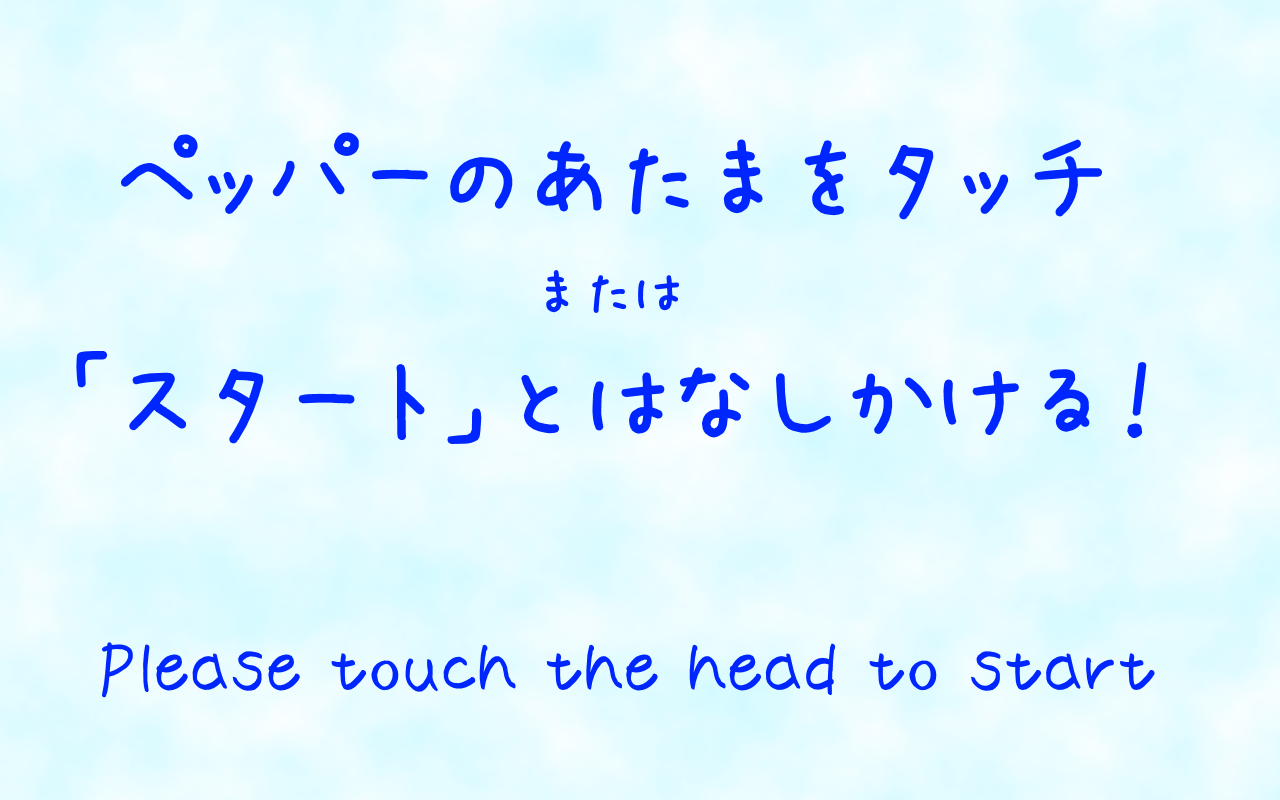 ペッパーのあたまをタッチ
または
「スタート」とはなしかける！
Please touch the head to start